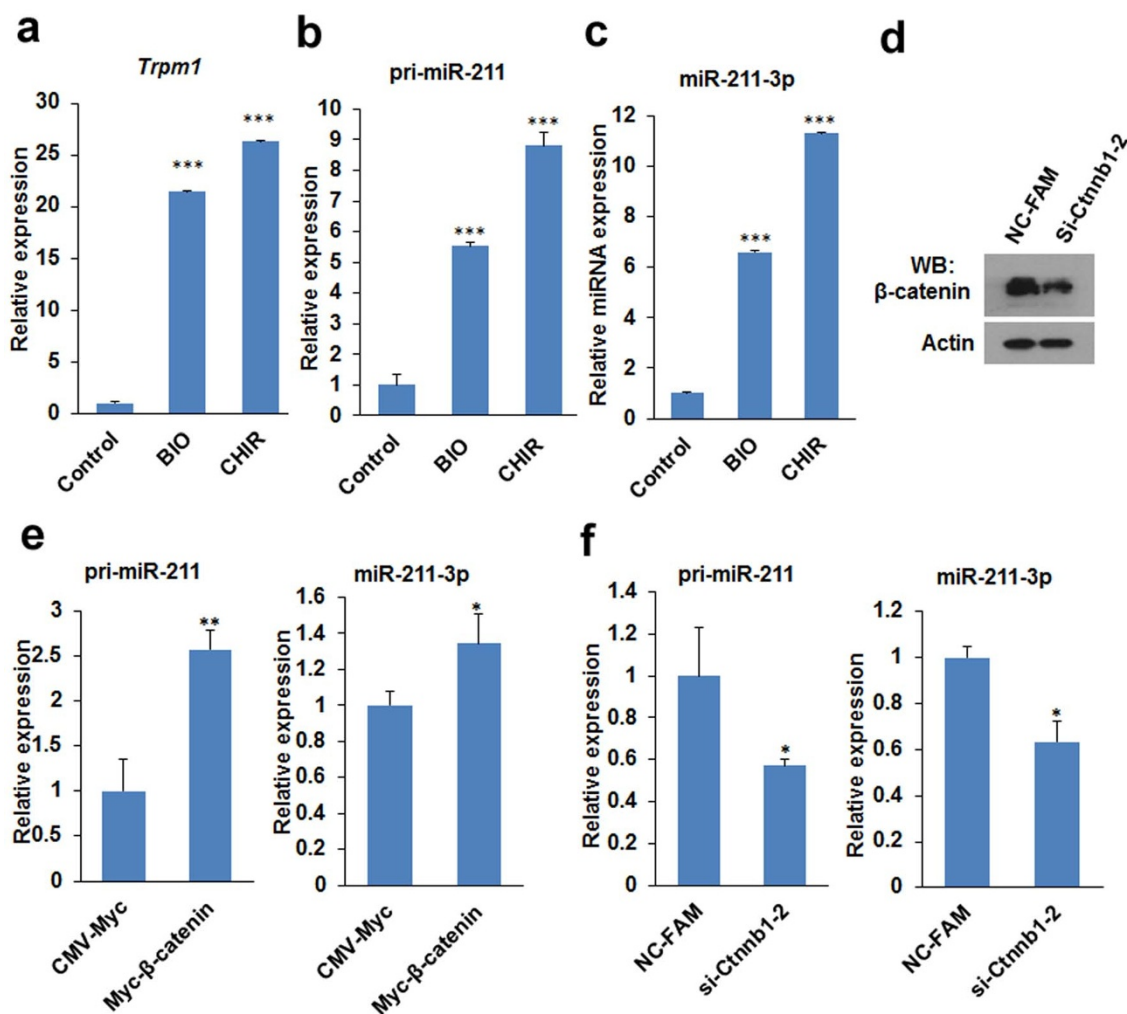 a
Trpm1
Relative expression
30
25
20
15
10
5
0
***
***
Control
BIO
CHIR
b
pri-miR-211
Relative expression
10
9
8
7
6
5
4
3
2
1
0
***
***
Control
BIO
CHIR
c
miR-211-3p
Relative miRNA expression
12
10
8
6
4
2
0
***
***
Control
BIO
CHIR
d
NC-FAM
Si-Ctnnb1-2
WB:
β-catenin
Actin
e
pri-miR-211
Relative expression
3
2.5
2
1.5
1
0.5
0
**
CMV-Myc
Myc-β-catenin
miR-211-3p
Relative expression
1.6
1.4
1.2
1
0.8
0.6
0.4
0.2
0
*
CMV-Myc
Myc-β-catenin
f
pri-miR-211
Relative expression
1.4
1.2
1
0.8
0.6
0.4
0.2
0
*
NC-FAM
si-Ctnnb1-2
miR-211-3p
Relative expression
1.2
1
0.8
0.6
0.4
0.2
0
*
NC-FAM
si-Ctnnb1-2